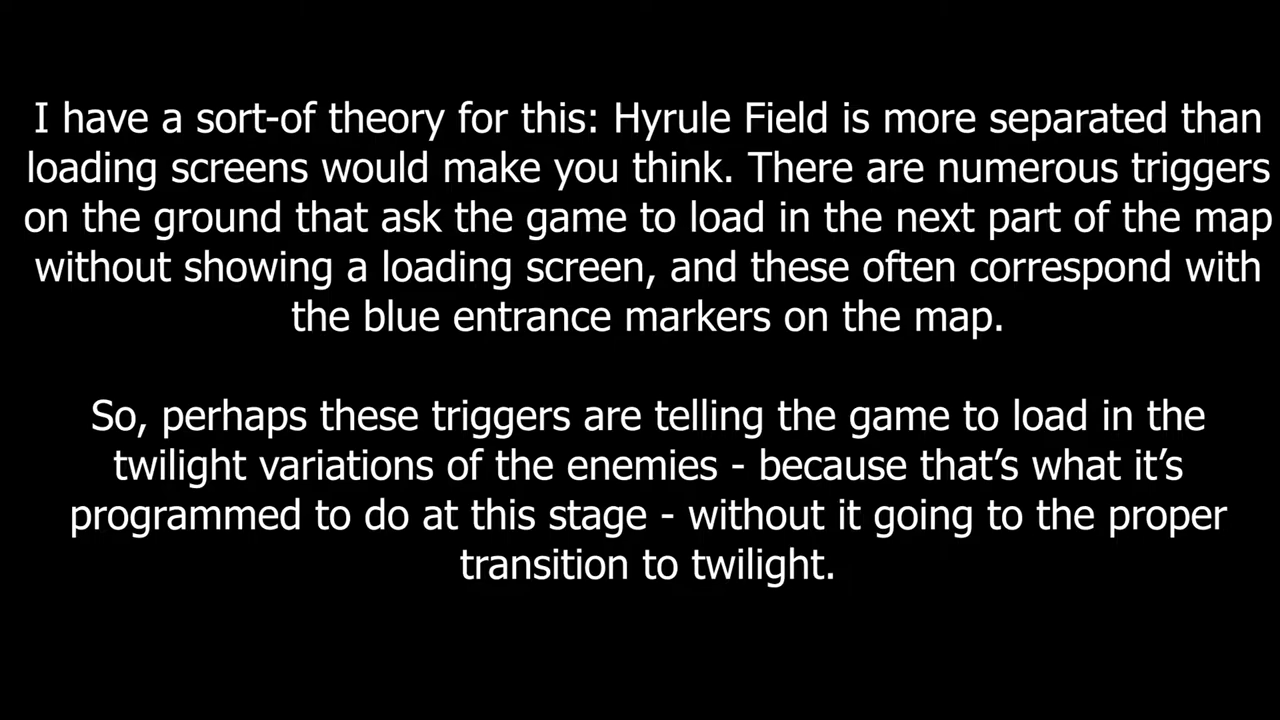 I have a sort-of theory for this: Hyrule Field is more separated than
loading screens would make you think. There are numerous triggers
on the ground that ask the game to load in the next part of the map
without showing a loading screen, and these often correspond with
the blue entrance markers on the map.
So, perhaps these triggers are telling the game to load in the
twilight variations of the enemies - because that’s what it’s
programmed to do at this stage - without it going to the proper
transition to twilight.